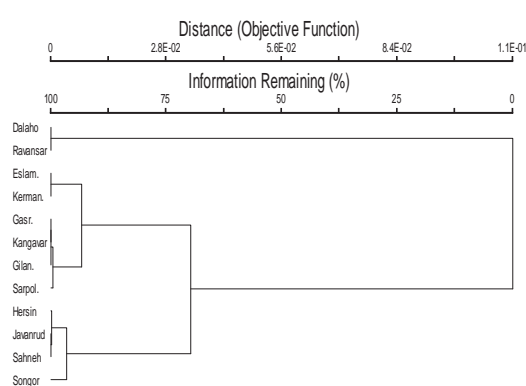 Distance (Objective Function)
0 2.8E-02 5.6E-02 8.4E-02 1.1E-01
Information Remaining (%)
100 75 50 25 0
Dalaho
Ravansar
Eslam.
Kerman.
Gasr.
Kangavar
Gilan.
Sarpol.
Hersin
Javanrud
Sahneh
Songor